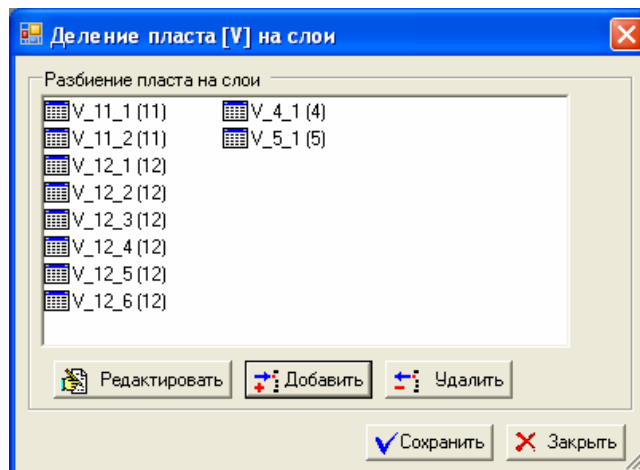 Деление пласта [V] на слои
Разбиение пласта на слои
V_11_1 (11) V_4_1 (4)
V_11_2 (11) V_5_1 (5)
V_12_1 (12)
V_12_2 (12)
V_12_3 (12)
V_12_4 (12)
V_12_5 (12)
V_12_6 (12)
Редактировать Добавить Удалить
Сохранить Закрыть